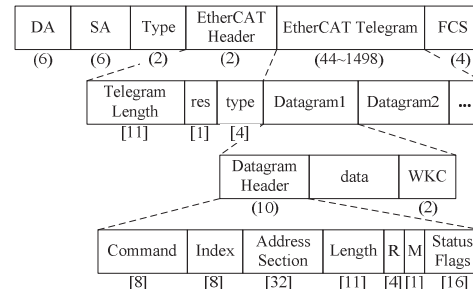 DA SA Type EtherCAT Header EtherCAT Telegram FCS
(6) (6) (2) (2) (44~1498) (4)
Telegram Length res type Datagram1 Datagram2 ...
[11] [1] [4]
Datagram Header data WKC
(10) (2)
Command Index Address Section Length R M Status Flags
[8] [8] [32] [11] [4] [1] [16]